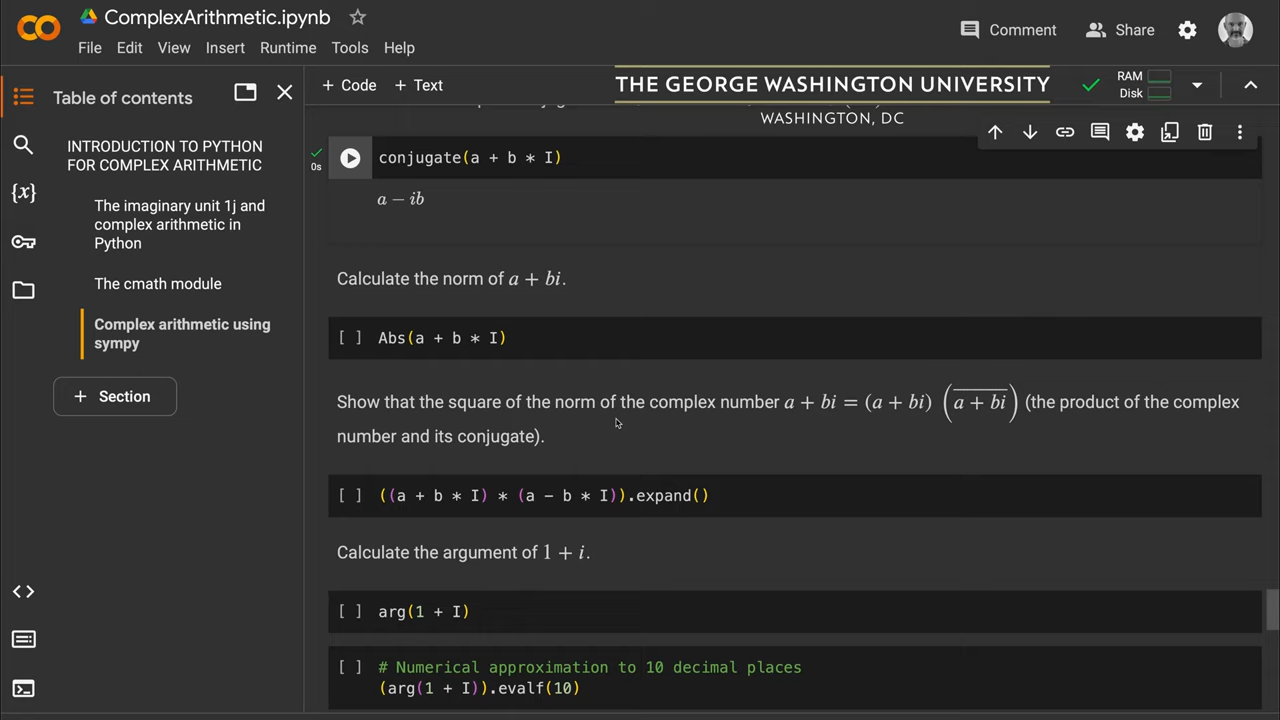 ComplexArithmetic.ipynb
Comment
Share
File Edit View Insert Runtime Tools Help
+ Code + Text
THE GEORGE WASHINGTON UNIVERSITY
WASHINGTON, DC
RAM
Disk
Table of contents
INTRODUCTION TO PYTHON
FOR COMPLEX ARITHMETIC
The imaginary unit 1j and
complex arithmetic in
Python
The cmath module
Complex arithmetic using
sympy
+ Section
{x}
0s
conjugate(a + b * I)
a − ib
Calculate the norm of a + bi.
[ ] Abs(a + b * I)
Show that the square of the norm of the complex number a + bi = (a + bi) (\overline{a + bi}) (the product of the complex
number and its conjugate).
[ ] ((a + b * I) * (a - b * I)).expand()
Calculate the argument of 1 + i.
[ ] arg(1 + I)
[ ] # Numerical approximation to 10 decimal places
(arg(1 + I)).evalf(10)